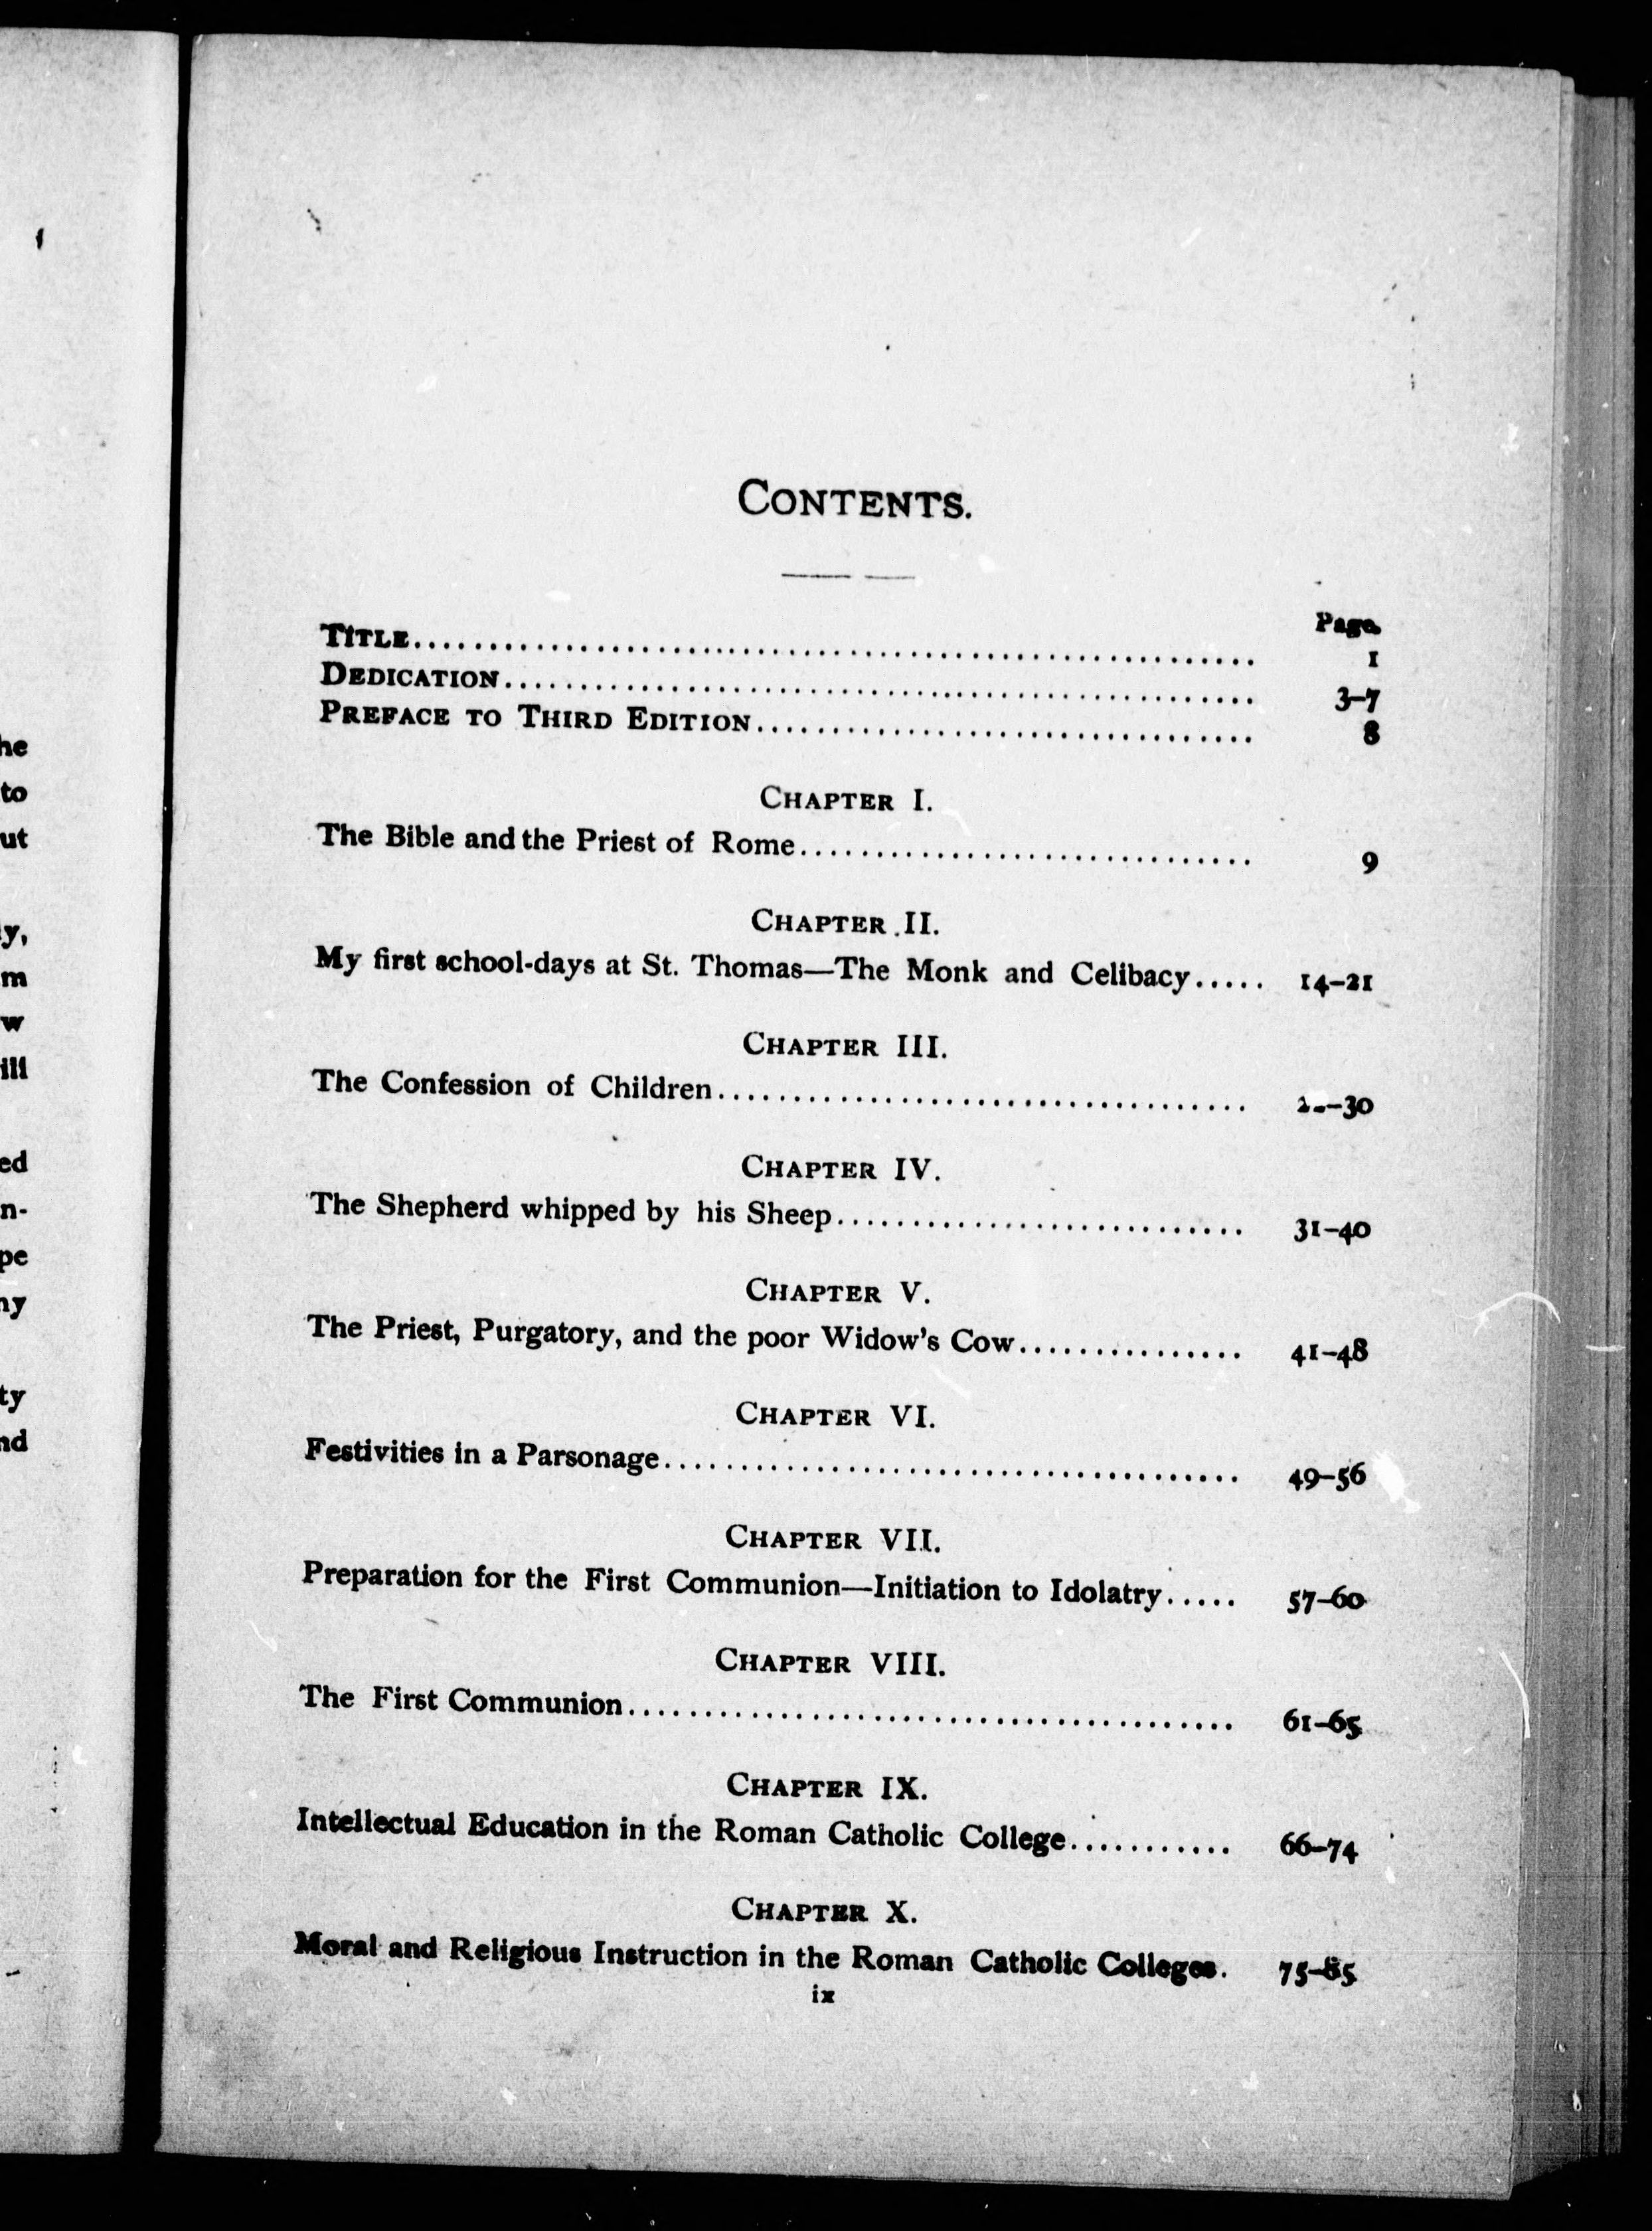 CONTENTS.
Page.
TITLE........ 1
DEDICATION........ 3–7
PREFACE TO THIRD EDITION........ 8
CHAPTER I.
The Bible and the Priest of Rome........ 9
CHAPTER II.
My first school-days at St. Thomas—The Monk and Celibacy..... 14–21
CHAPTER III.
The Confession of Children........ –30
CHAPTER IV.
The Shepherd whipped by his Sheep........ 31–40
CHAPTER V.
The Priest, Purgatory, and the poor Widow's Cow........ 41–48
CHAPTER VI.
Festivities in a Parsonage........ 49–56
CHAPTER VII.
Preparation for the First Communion—Initiation to Idolatry..... 57–60
CHAPTER VIII.
The First Communion........ 61–65
CHAPTER IX.
Intellectual Education in the Roman Catholic College........ 66–74
CHAPTER X.
Moral and Religious Instruction in the Roman Catholic Colleges. 75–85
ix